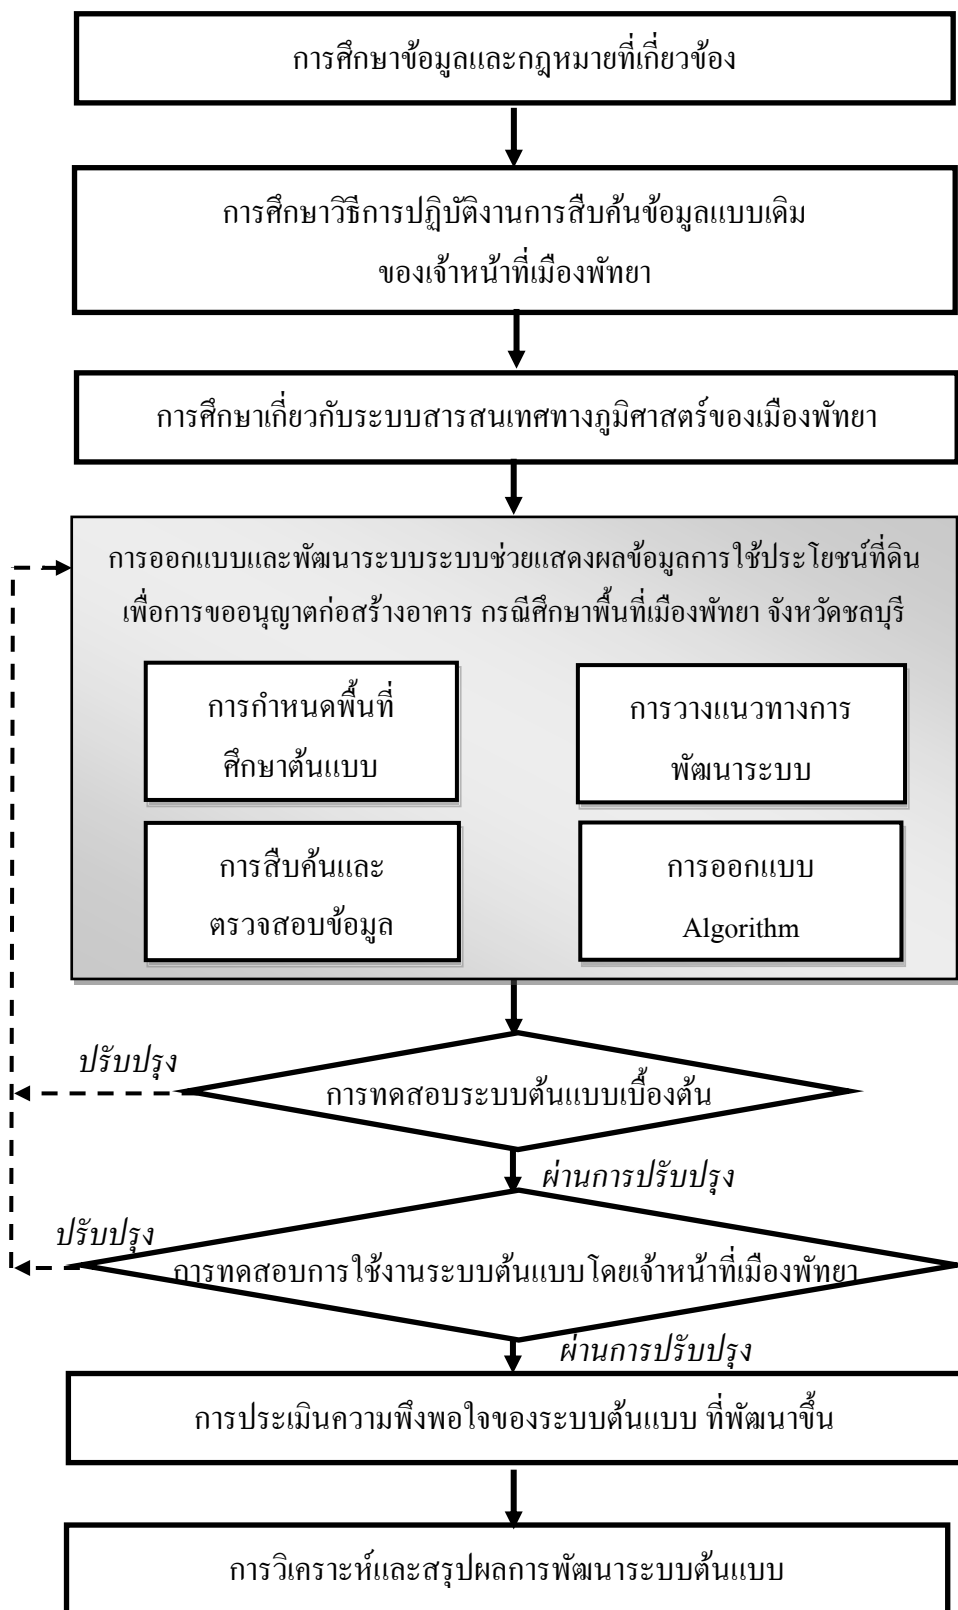 การศึกษาข้อมูลและกฎหมายที่เกี่ยวข้อง
การศึกษาวิธีการปฏิบัติงานการสืบค้นข้อมูลแบบเดิม
ของเจ้าหน้าที่เมืองพัทยา
การศึกษาเกี่ยวกับระบบสารสนเทศทางภูมิศาสตร์ของเมืองพัทยา
การออกแบบและพัฒนาระบบระบบช่วยแสดงผลข้อมูลการใช้ประโยชน์ที่ดิน
เพื่อการขออนุญาตก่อสร้างอาคาร กรณีศึกษาพื้นที่เมืองพัทยา จังหวัดชลบุรี
การกำหนดพื้นที่
ศึกษาต้นแบบ
การวางแนวทางการ
พัฒนาระบบ
การสืบค้นและ
ตรวจสอบข้อมูล
การออกแบบ
Algorithm
ปรับปรุง
การทดสอบระบบต้นแบบเบื้องต้น
ผ่านการปรับปรุง
ปรับปรุง
การทดสอบการใช้งานระบบต้นแบบโดยเจ้าหน้าที่เมืองพัทยา
ผ่านการปรับปรุง
การประเมินความพึงพอใจของระบบต้นแบบ ที่พัฒนาขึ้น
การวิเคราะห์และสรุปผลการพัฒนาระบบต้นแบบ